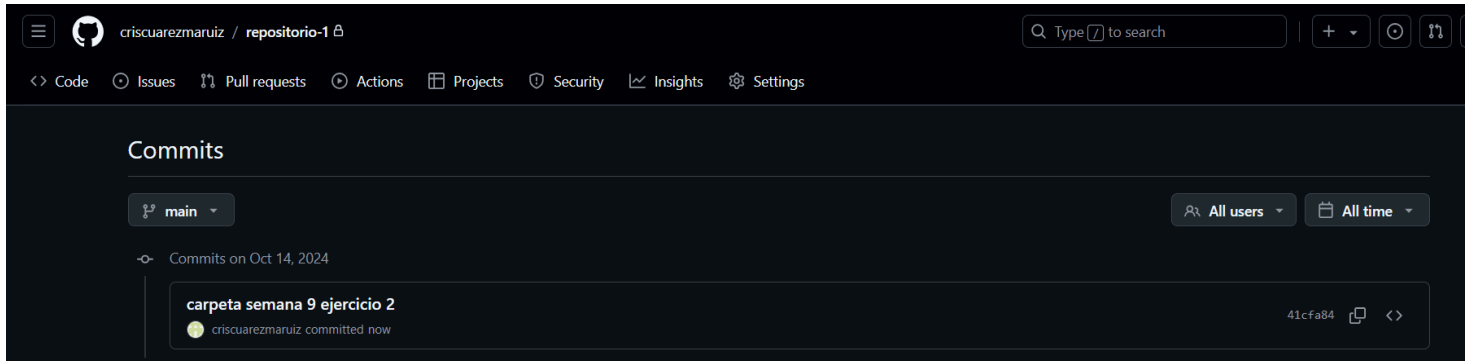 criscuarezmaruiz / repositorio-1 Type / to search
Code Issues Pull requests Actions Projects Security Insights Settings
Commits
main All users All time
Commits on Oct 14, 2024
carpeta semana 9 ejercicio 2
criscuarezmaruiz committed now 41cfa84